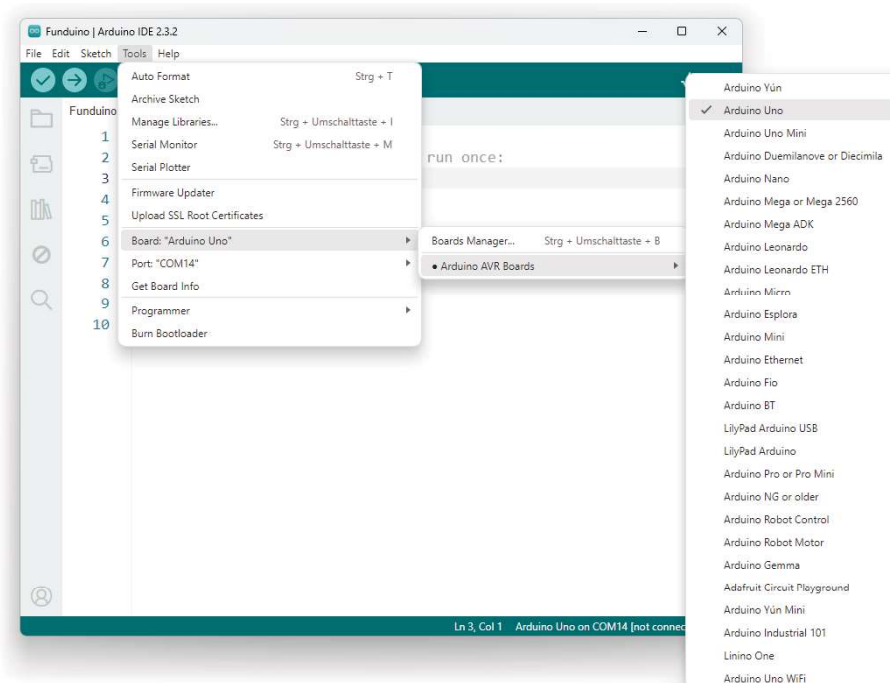 Funduino | Arduino IDE 2.3.2
File Edit Sketch Tools Help
Funduino
1
2
3
4
5
6
7
8
9
10
run once:
Auto Format Strg + T
Archive Sketch
Manage Libraries... Strg + Umschalttaste + I
Serial Monitor Strg + Umschalttaste + M
Serial Plotter
Firmware Updater
Upload SSL Root Certificates
Board: "Arduino Uno"
Port: "COM14"
Get Board Info
Programmer
Burn Bootloader
Boards Manager... Strg + Umschalttaste + B
• Arduino AVR Boards
Arduino Yún
✓ Arduino Uno
Arduino Uno Mini
Arduino Duemilanove or Diecimila
Arduino Nano
Arduino Mega or Mega 2560
Arduino Mega ADK
Arduino Leonardo
Arduino Leonardo ETH
Arduino Micro
Arduino Esplora
Arduino Mini
Arduino Ethernet
Arduino Fio
Arduino BT
LilyPad Arduino USB
LilyPad Arduino
Arduino Pro or Pro Mini
Arduino NG or older
Arduino Robot Control
Arduino Robot Motor
Arduino Gemma
Adafruit Circuit Playground
Arduino Yún Mini
Arduino Industrial 101
Linino One
Arduino Uno WiFi
Ln 3, Col 1 Arduino Uno on COM14 [not connec